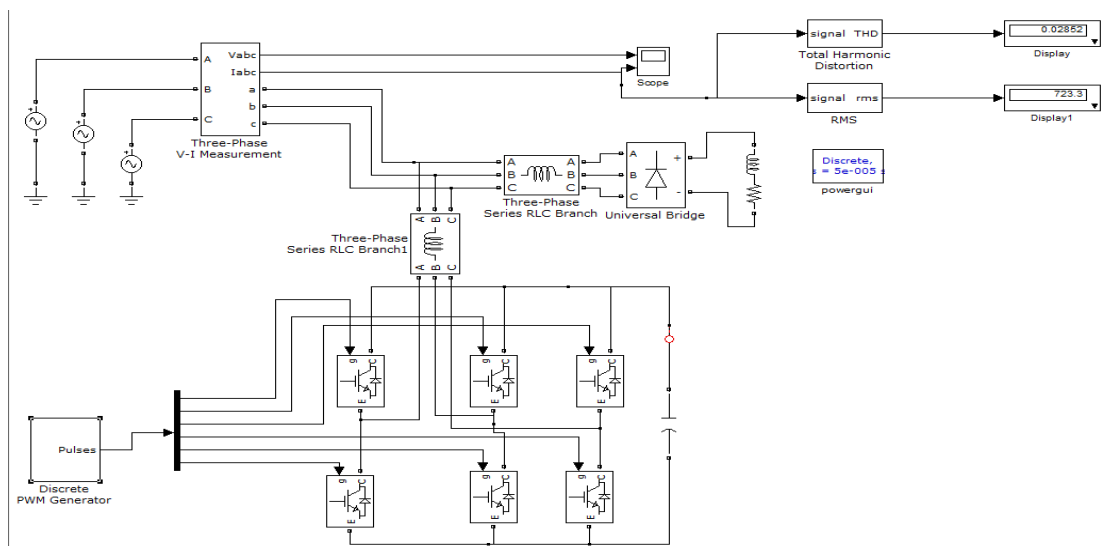 A
B
C
Vabc
Iabc
a
b
c
Three-Phase
V-I Measurement
Scope
signal THD
Total Harmonic
Distortion
0.02852
Display
signal rms
RMS
723.3
Display1
Discrete,
s = 5e-005 s
powergui
A A
B B
C C
Three-Phase
Series RLC Branch
A
B
C
+
-
Universal Bridge
A B C
A B C
Three-Phase
Series RLC Branch1
g C
E
g C
E
g C
E
Pulses
Discrete
PWM Generator
g C
E
g C
E
g C
E
+
+
+